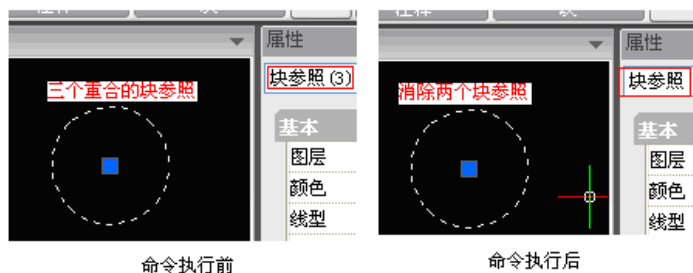 属性
三个重合的块参照
块参照 (3)
基本
图层
颜色
线型
命令执行前
属性
消除两个块参照
块参照
基本
图层
颜色
线型
命令执行后